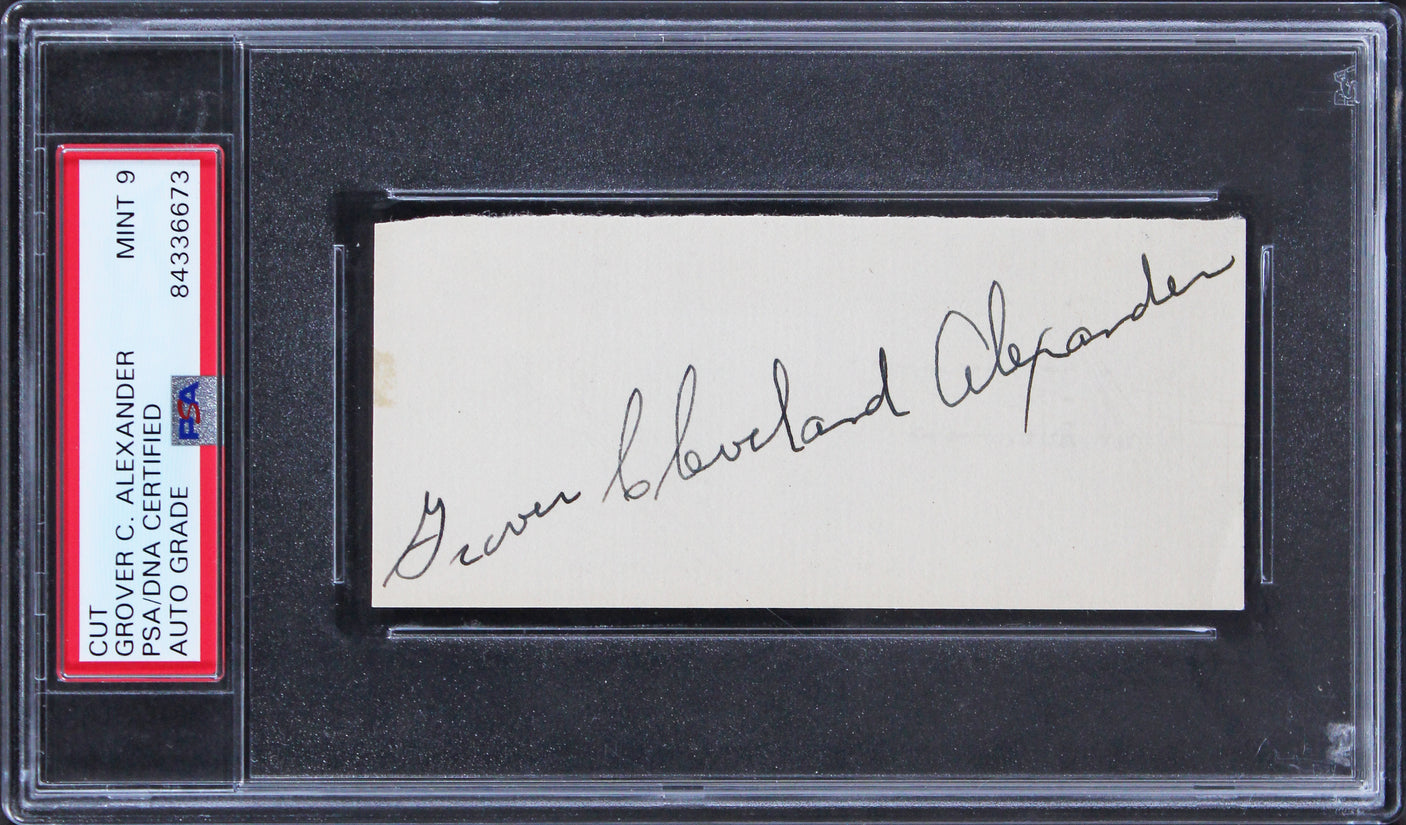 CUT
GROVER C. ALEXANDER MINT 9
PSA/DNA CERTIFIED
AUTO GRADE 84336673
PSA
Grover Cleveland Alexander